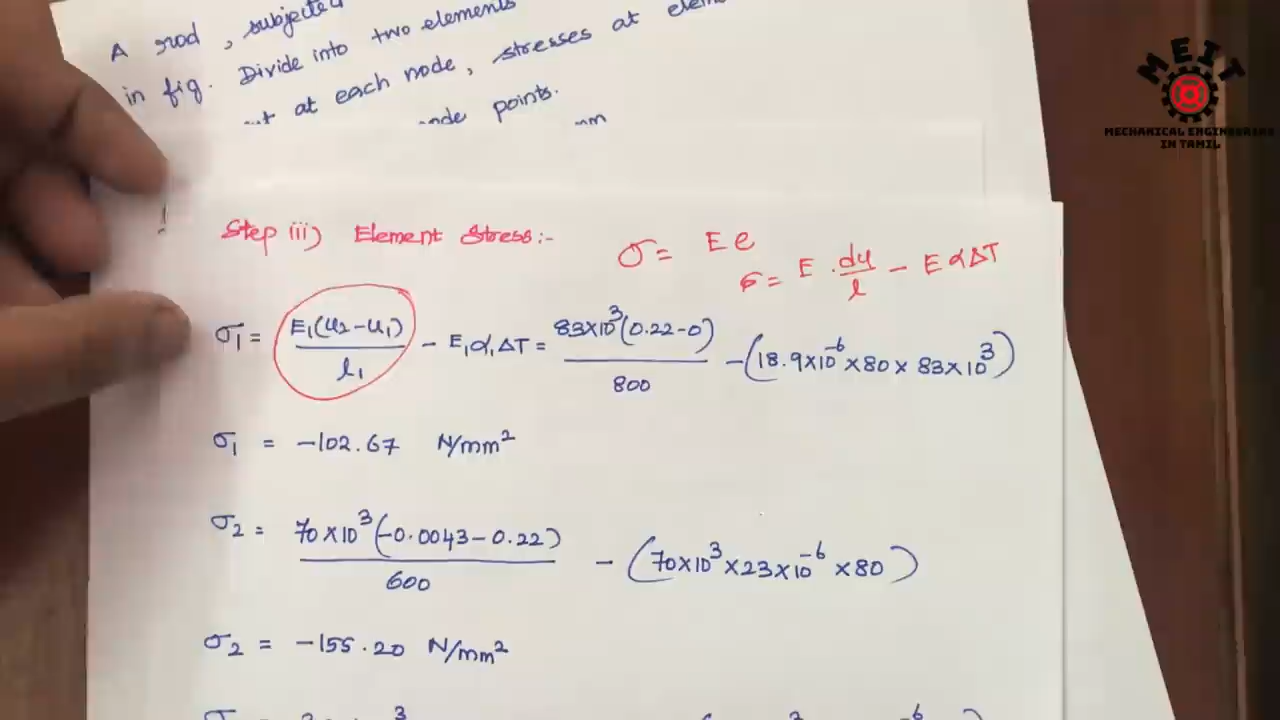 A rod, subjected
in fig. Divide into two elements
at each node, stresses at
points.
MEIT
MECHANICAL ENGINEERING
IN TAMIL
Step iii) Element Stress:-
σ = E e
σ = E . du/l - E α ΔT
σ1 = E1(u2-u1)/l1 - E1α1ΔT = 83×10³(0.22-0)/800 - (18.9×10⁻⁶ × 80 × 83×10³)
σ1 = -102.67 N/mm²
σ2 = 70×10³(-0.0043-0.22)/600 - (70×10³×23×10⁻⁶×80)
σ2 = -155.20 N/mm²